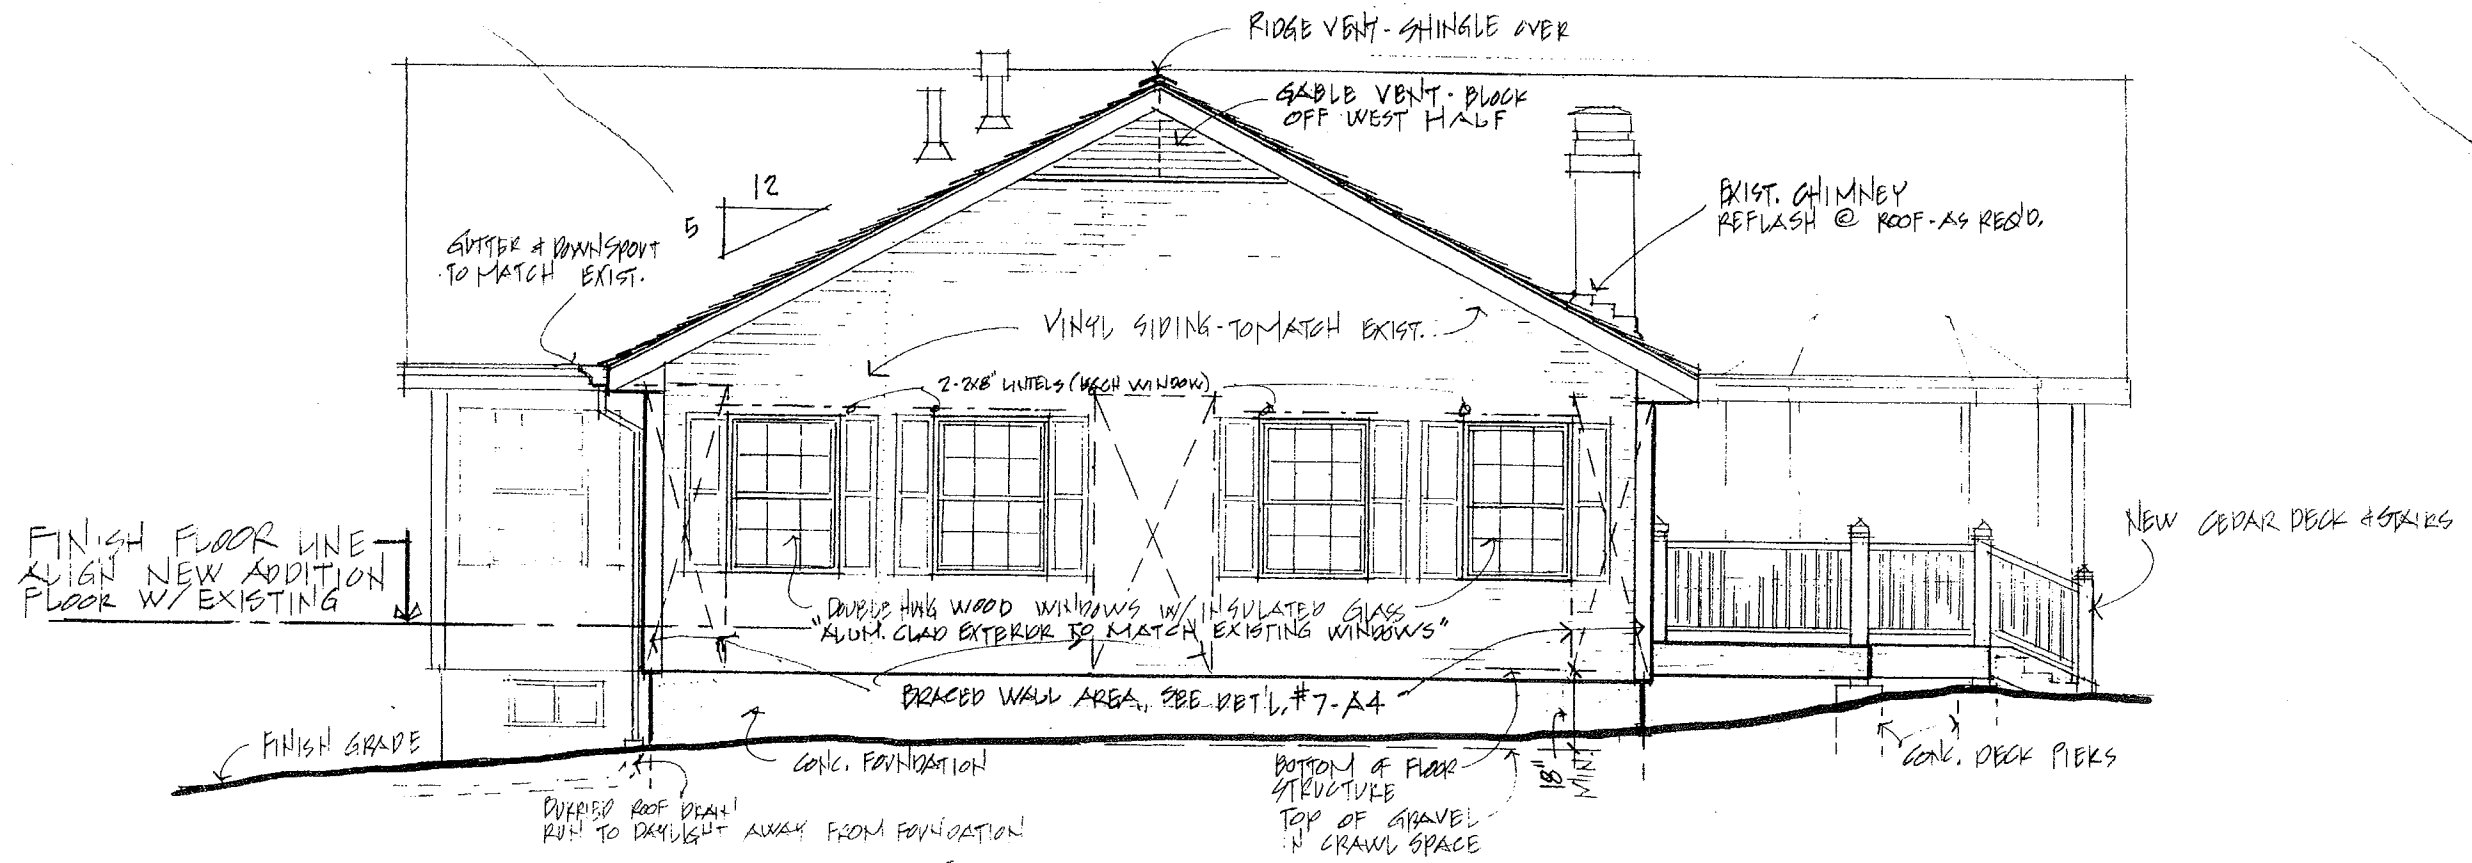 RIDGE VENT - SHINGLE OVER
GABLE VENT - BLOCK
OFF WEST HALF
12
5
EXIST. CHIMNEY
REFLASH @ ROOF - AS REQ'D.
GUTTER & DOWNSPOUT
TO MATCH EXIST.
VINYL SIDING - TO MATCH EXIST.
2-2X8" LINTELS (EACH WINDOW)
NEW CEDAR DECK & STAIRS
FINISH FLOOR LINE
ALIGN NEW ADDITION
FLOOR W/ EXISTING
DOUBLE HUNG WOOD WINDOWS W/ INSULATED GLASS
"ALUM. CLAD EXTERIOR TO MATCH EXISTING WINDOWS"
BRACED WALL AREA, SEE DET'L, #7-A4
FINISH GRADE
CONC. FOUNDATION
BOTTOM OF FLOOR
STRUCTURE
18"
MIN.
CONC. DECK PIERS
BURRIED ROOF DRAIN
RUN TO DAYLIGHT AWAY FROM FOUNDATION
TOP OF GRAVEL
IN CRAWL SPACE